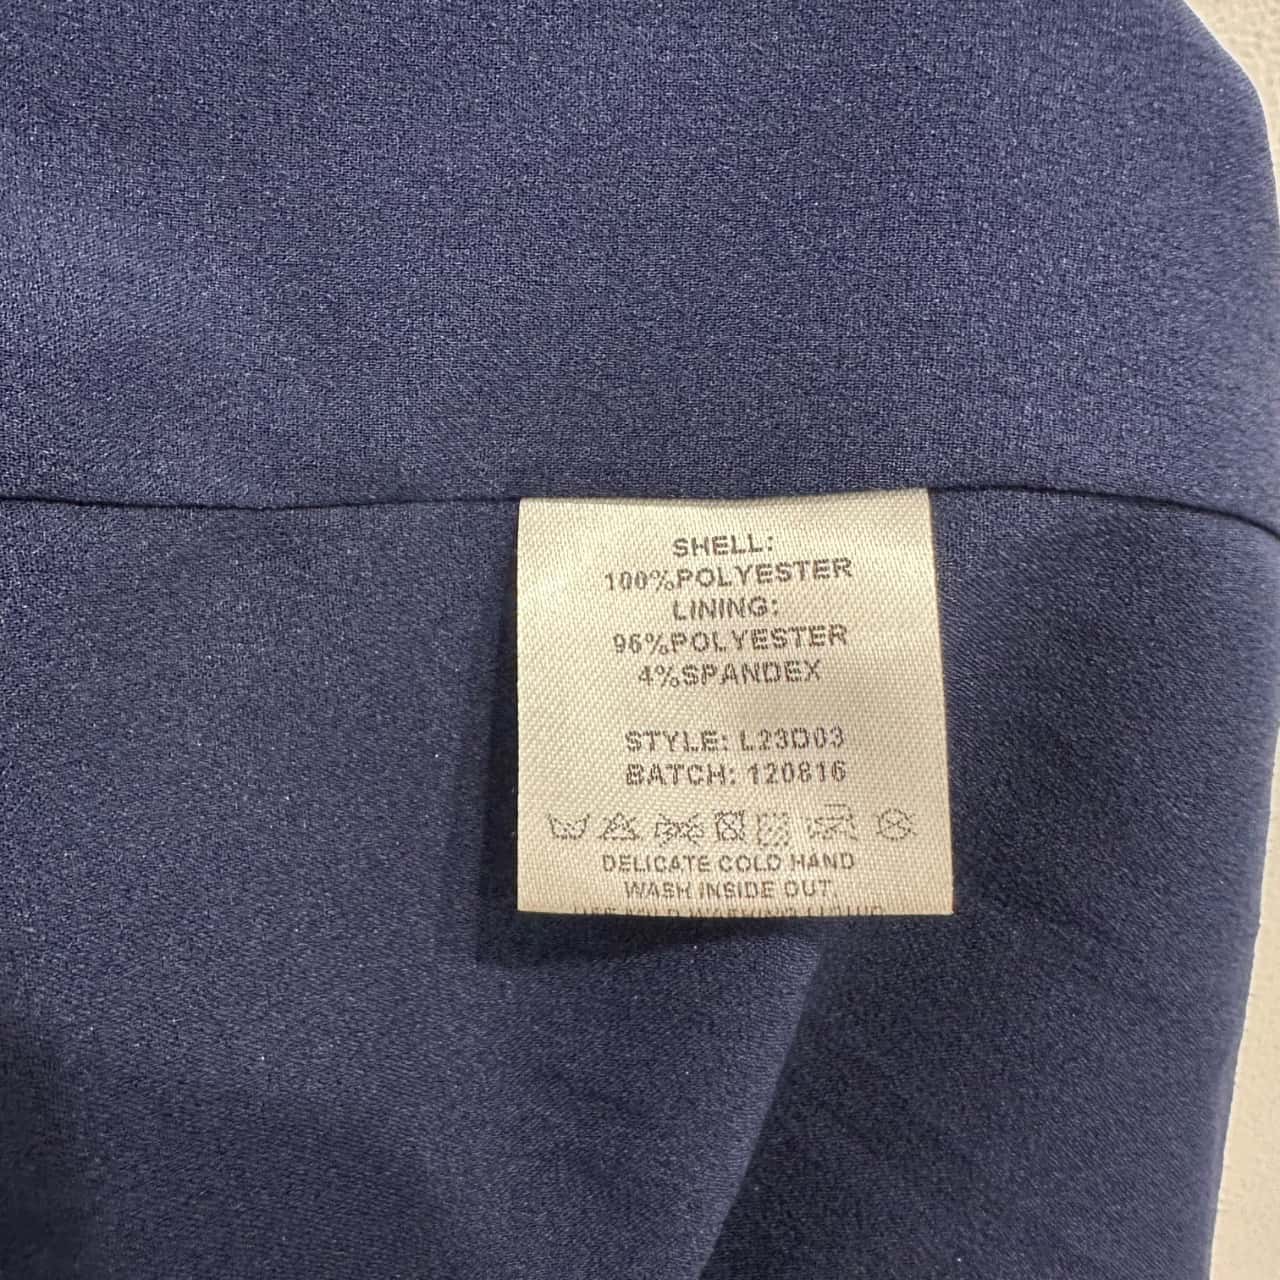 SHELL:
100%POLYESTER
LINING:
96%POLYESTER
4%SPANDEX
STYLE: L23D03
BATCH: 120816
DELICATE COLD HAND
WASH INSIDE OUT,